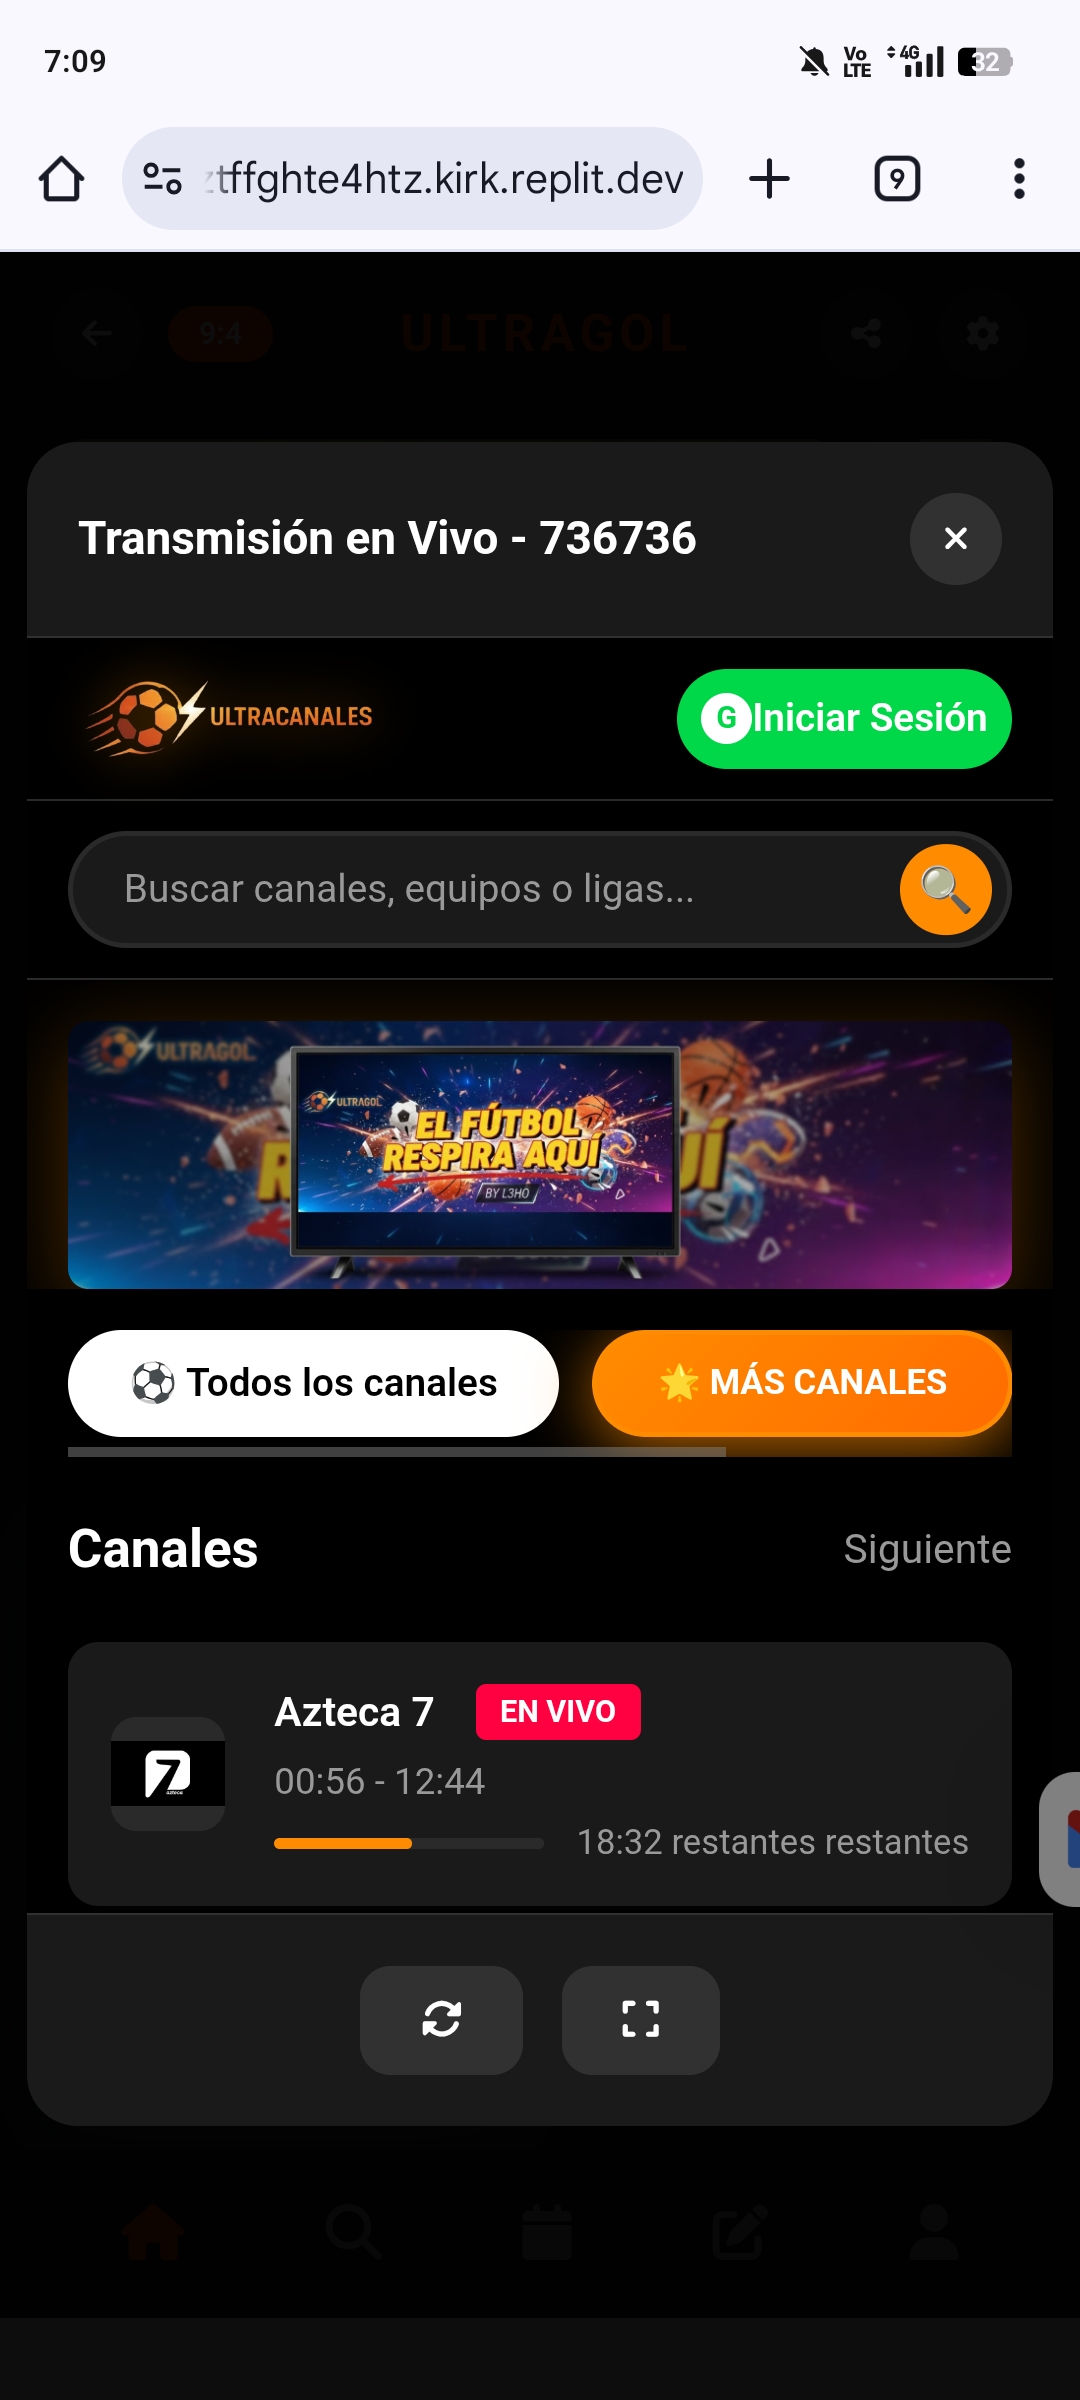 7:09
Vo
LTE
4G
32
tffghte4htz.kirk.replit.dev
9
9:4
ULTRAGOL
Transmisión en Vivo - 736736
ULTRACANALES
G Iniciar Sesión
Buscar canales, equipos o ligas...
ULTRAGOL
ULTRAGOL
EL FÚTBOL
RESPIRA AQUÍ
BY L3HO
Todos los canales
MÁS CANALES
Canales
Siguiente
Azteca 7
EN VIVO
7
00:56 - 12:44
18:32 restantes restantes